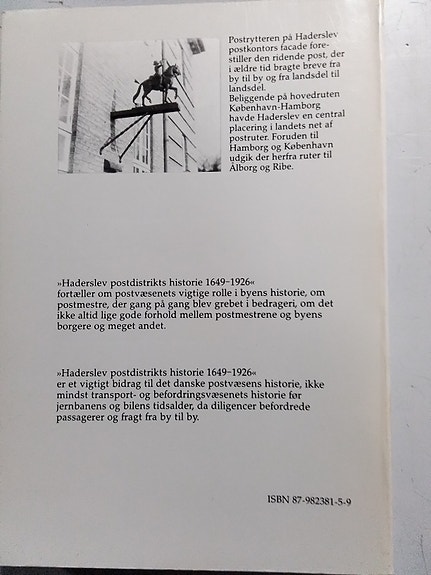 Postrytteren på Haderslev
postkontors facade fore-
stiller den ridende post, der
i ældre tid bragte breve fra
by til by og fra landsdel til
landsdel.
Beliggende på hovedruten
København-Hamborg
havde Haderslev en central
placering i landets net af
postruter. Foruden til
Hamborg og København
udgik der herfra ruter til
Ålborg og Ribe.
»Haderslev postdistrikts historie 1649-1926«
fortæller om postvæsenets vigtige rolle i byens historie, om
postmestre, der gang på gang blev grebet i bedrageri, om det
ikke altid lige gode forhold mellem postmestrene og byens
borgere og meget andet.
»Haderslev postdistrikts historie 1649-1926«
er et vigtigt bidrag til det danske postvæsens historie, ikke
mindst transport- og befordringsvæsenets historie før
jernbanens og bilens tidsalder, da diligencer befordrede
passagerer og fragt fra by til by.
ISBN 87-982381-5-9